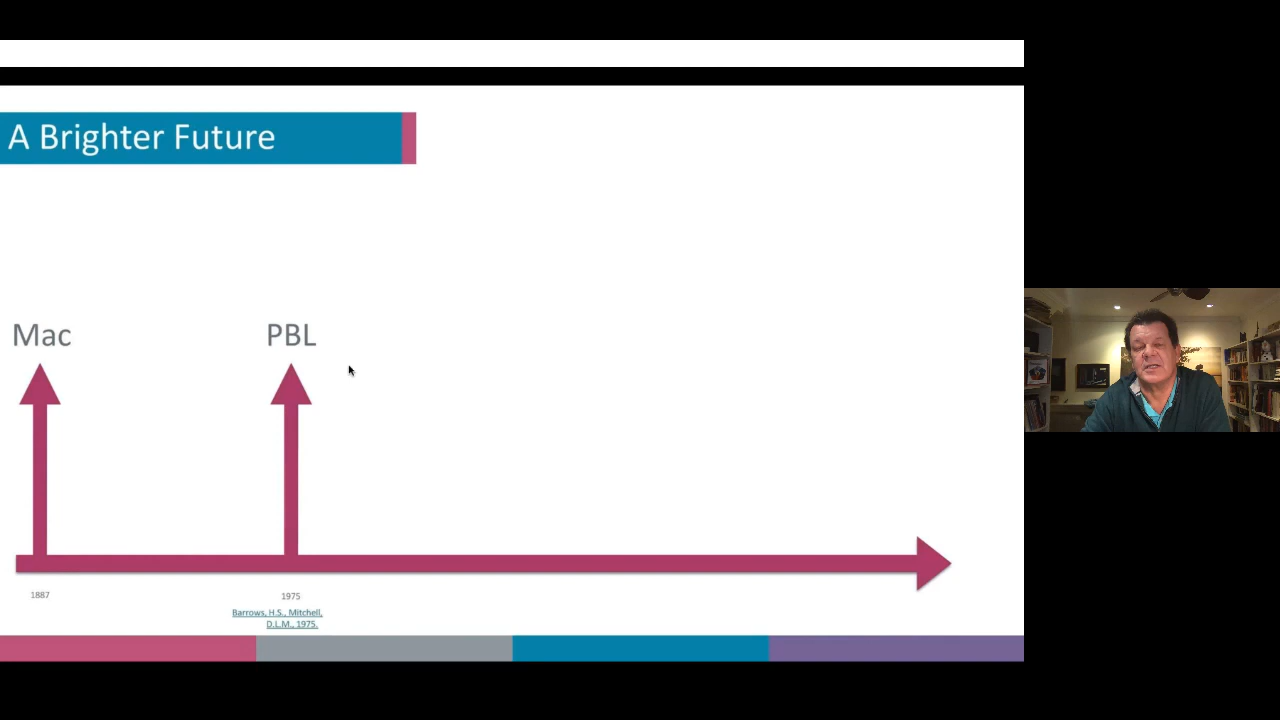 A Brighter Future
Mac
PBL
1887
1975
Barrows, H.S., Mitchell,
D.L.M., 1975.